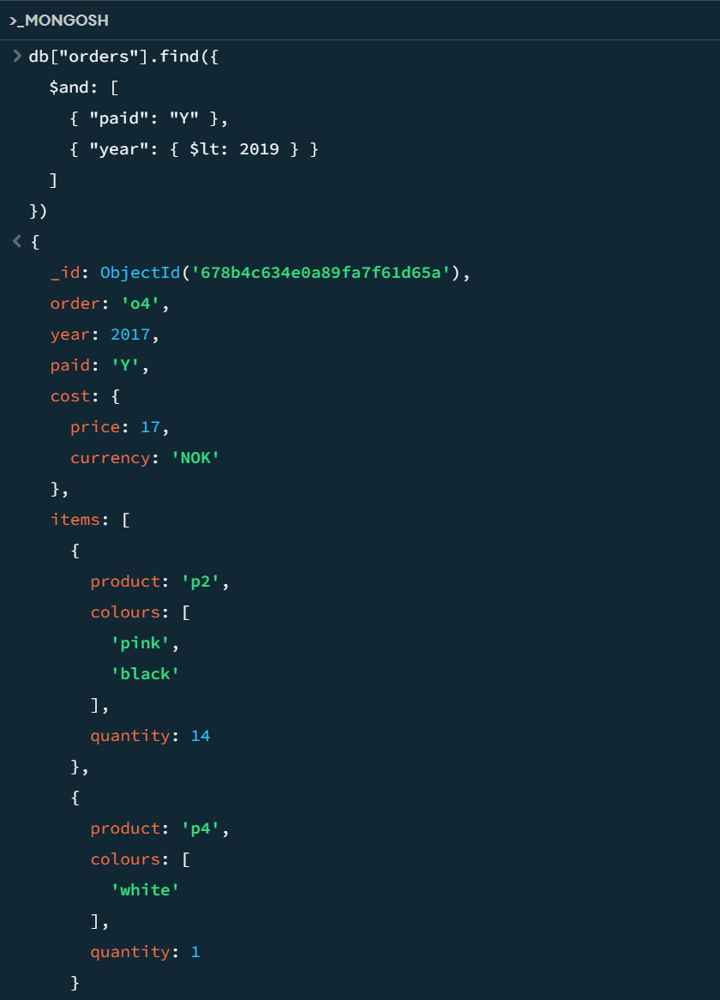 >_MONGOSH
> db["orders"].find({
    $and: [
      { "paid": "Y" },
      { "year": { $lt: 2019 } }
    ]
  })
< {
    _id: ObjectId('678b4c634e0a89fa7f61d65a'),
    order: 'o4',
    year: 2017,
    paid: 'Y',
    cost: {
      price: 17,
      currency: 'NOK'
    },
    items: [
      {
        product: 'p2',
        colours: [
          'pink',
          'black'
        ],
        quantity: 14
      },
      {
        product: 'p4',
        colours: [
          'white'
        ],
        quantity: 1
      }